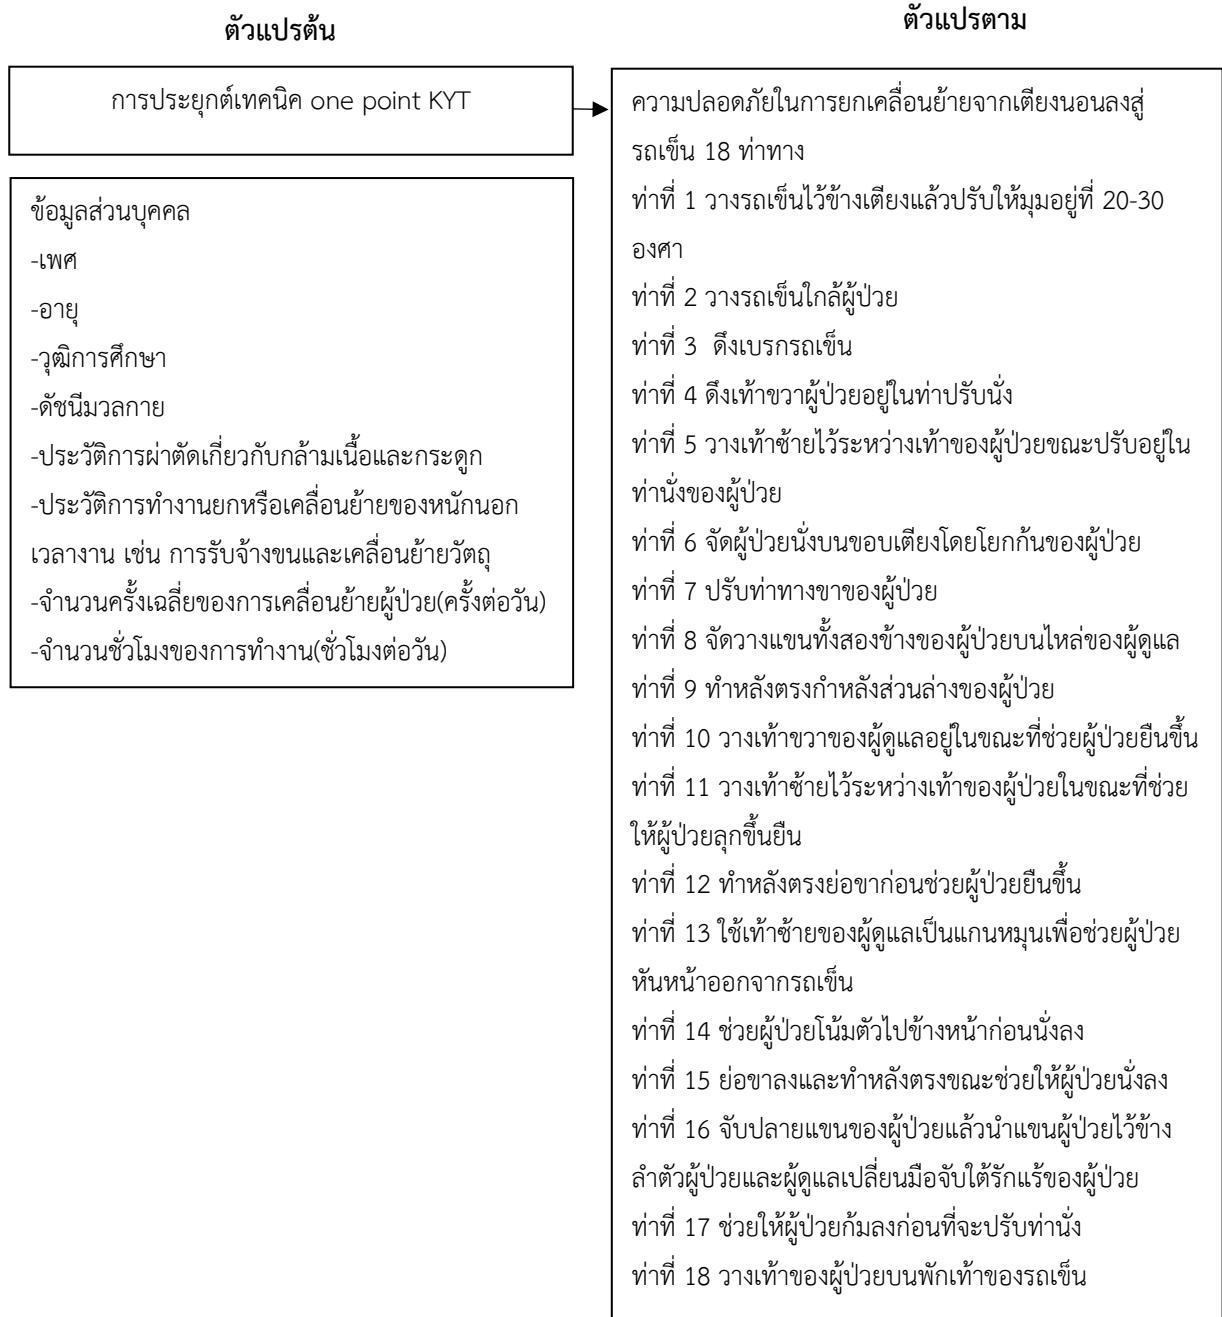 ตัวแปรต้น
การประยุกต์เทคนิค one point KYT
ข้อมูลส่วนบุคคล
-เพศ
-อายุ
-วุฒิการศึกษา
-ดัชนีมวลกาย
-ประวัติการผ่าตัดเกี่ยวกับกล้ามเนื้อและกระดูก
-ประวัติการทำงานยกหรือเคลื่อนย้ายของหนักนอก
เวลางาน เช่น การรับจ้างขนและเคลื่อนย้ายวัตถุ
-จำนวนครั้งเฉลี่ยของการเคลื่อนย้ายผู้ป่วย(ครั้งต่อวัน)
-จำนวนชั่วโมงของการทำงาน(ชั่วโมงต่อวัน)
ตัวแปรตาม
ความปลอดภัยในการยกเคลื่อนย้ายจากเตียงนอนลงสู่
รถเข็น 18 ท่าทาง
ท่าที่ 1 วางรถเข็นไว้ข้างเตียงแล้วปรับให้มุมอยู่ที่ 20-30
องศา
ท่าที่ 2 วางรถเข็นใกล้ผู้ป่วย
ท่าที่ 3 ดึงเบรกรถเข็น
ท่าที่ 4 ดึงเท้าขวาผู้ป่วยอยู่ในท่าปรับนั่ง
ท่าที่ 5 วางเท้าซ้ายไว้ระหว่างเท้าของผู้ป่วยขณะปรับอยู่ใน
ท่านั่งของผู้ป่วย
ท่าที่ 6 จัดผู้ป่วยนั่งบนขอบเตียงโดยโยกก้นของผู้ป่วย
ท่าที่ 7 ปรับท่าทางขาของผู้ป่วย
ท่าที่ 8 จัดวางแขนทั้งสองข้างของผู้ป่วยบนไหล่ของผู้ดูแล
ท่าที่ 9 ทำหลังตรงกำหลังส่วนล่างของผู้ป่วย
ท่าที่ 10 วางเท้าขวาของผู้ดูแลอยู่ในขณะที่ช่วยผู้ป่วยยืนขึ้น
ท่าที่ 11 วางเท้าซ้ายไว้ระหว่างเท้าของผู้ป่วยในขณะที่ช่วย
ให้ผู้ป่วยลุกขึ้นยืน
ท่าที่ 12 ทำหลังตรงย่อขาก่อนช่วยผู้ป่วยยืนขึ้น
ท่าที่ 13 ใช้เท้าซ้ายของผู้ดูแลเป็นแกนหมุนเพื่อช่วยผู้ป่วย
หันหน้าออกจากรถเข็น
ท่าที่ 14 ช่วยผู้ป่วยโน้มตัวไปข้างหน้าก่อนนั่งลง
ท่าที่ 15 ย่อขาลงและทำหลังตรงขณะช่วยให้ผู้ป่วยนั่งลง
ท่าที่ 16 จับปลายแขนของผู้ป่วยแล้วนำแขนผู้ป่วยไว้ข้าง
ลำตัวผู้ป่วยและผู้ดูแลเปลี่ยนมือจับใต้รักแร้ของผู้ป่วย
ท่าที่ 17 ช่วยให้ผู้ป่วยก้มลงก่อนที่จะปรับท่านั่ง
ท่าที่ 18 วางเท้าของผู้ป่วยบนพักเท้าของรถเข็น